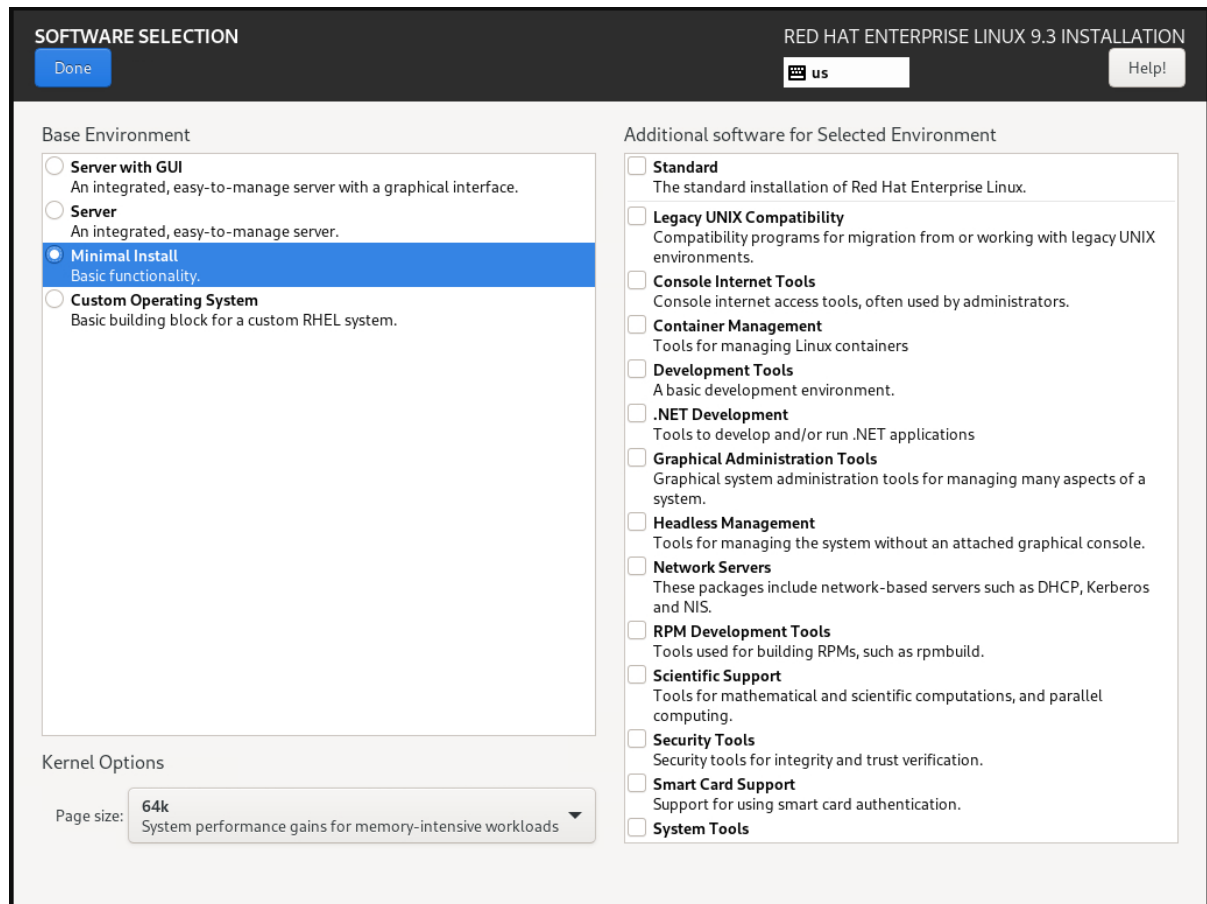 SOFTWARE SELECTION
RED HAT ENTERPRISE LINUX 9.3 INSTALLATION
Done
us
Help!
Base Environment
Server with GUI
An integrated, easy-to-manage server with a graphical interface.
Server
An integrated, easy-to-manage server.
Minimal Install
Basic functionality.
Custom Operating System
Basic building block for a custom RHEL system.
Kernel Options
Page size:
64k
System performance gains for memory-intensive workloads
Additional software for Selected Environment
Standard
The standard installation of Red Hat Enterprise Linux.
Legacy UNIX Compatibility
Compatibility programs for migration from or working with legacy UNIX
environments.
Console Internet Tools
Console internet access tools, often used by administrators.
Container Management
Tools for managing Linux containers
Development Tools
A basic development environment.
.NET Development
Tools to develop and/or run .NET applications
Graphical Administration Tools
Graphical system administration tools for managing many aspects of a
system.
Headless Management
Tools for managing the system without an attached graphical console.
Network Servers
These packages include network-based servers such as DHCP, Kerberos
and NIS.
RPM Development Tools
Tools used for building RPMs, such as rpmbuild.
Scientific Support
Tools for mathematical and scientific computations, and parallel
computing.
Security Tools
Security tools for integrity and trust verification.
Smart Card Support
Support for using smart card authentication.
System Tools